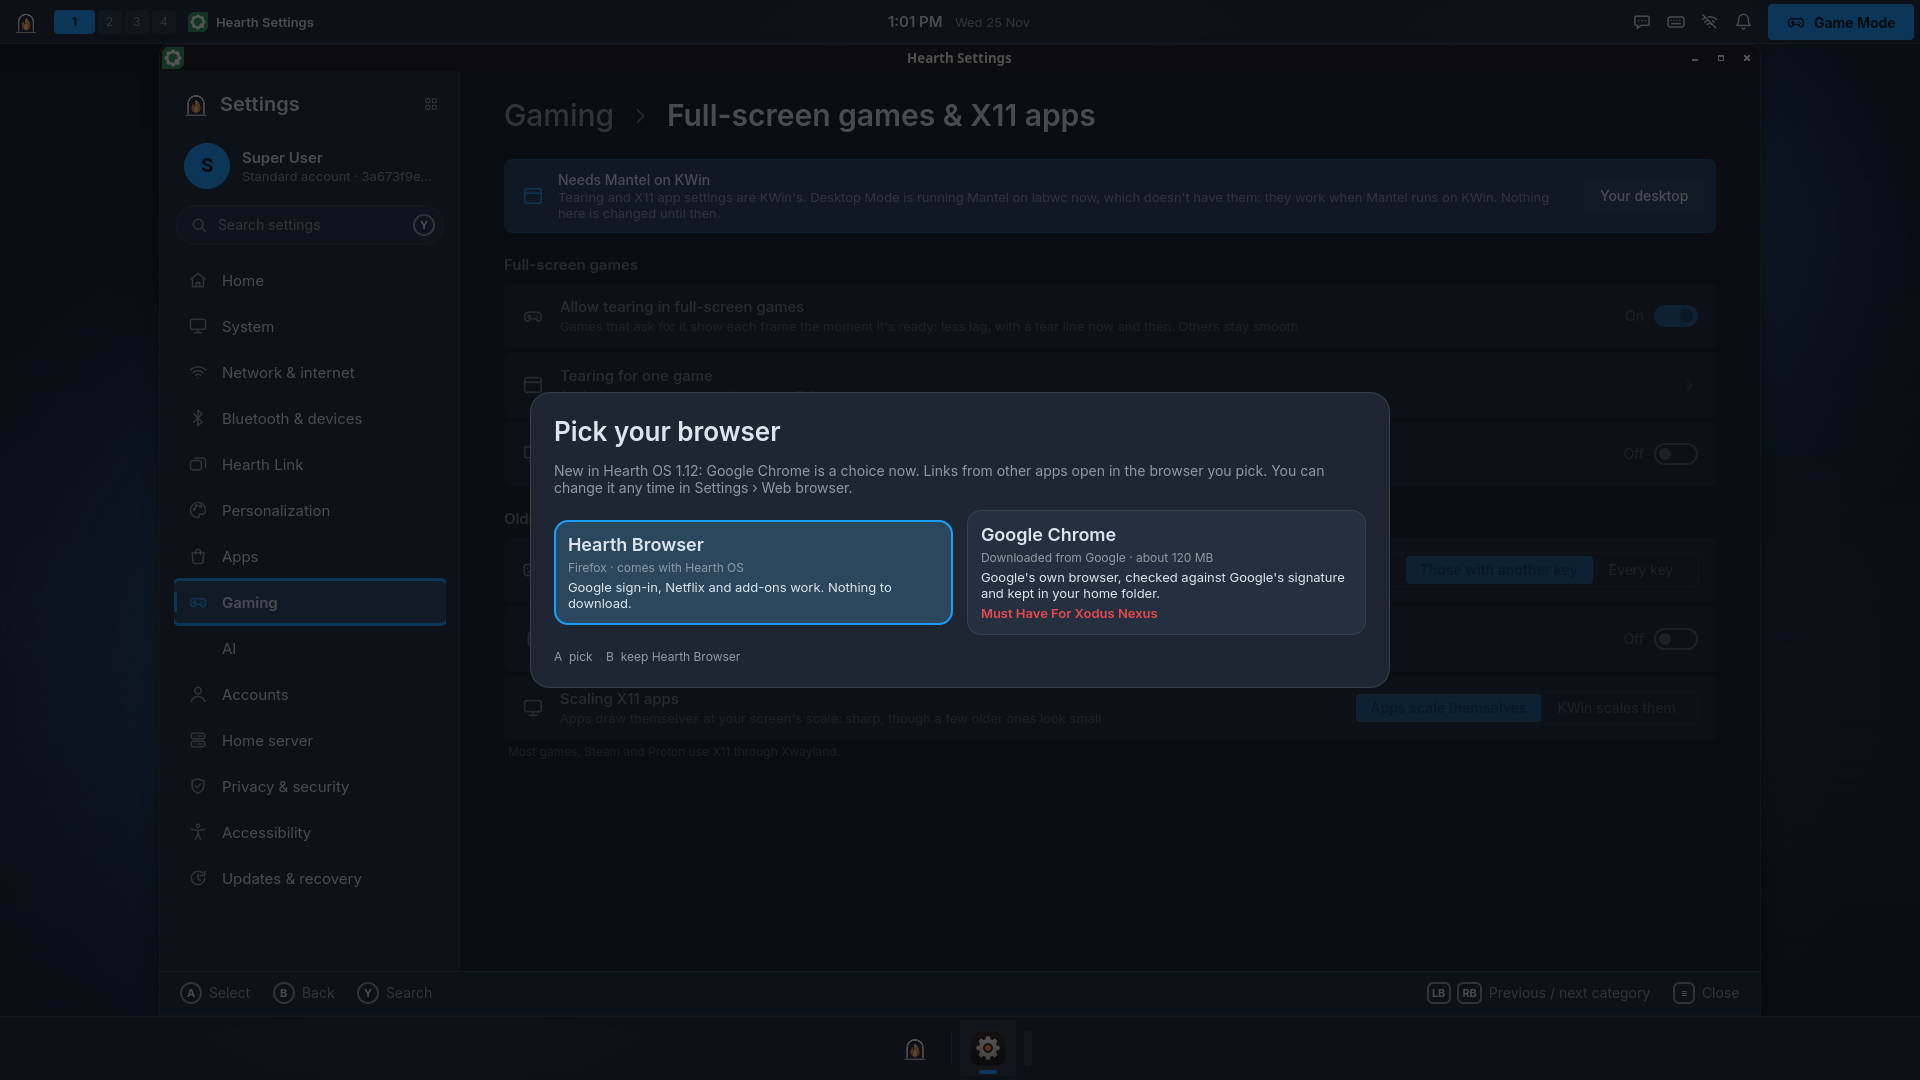 1 2 3 4 Hearth Settings
1:01 PM Wed 25 Nov
Game Mode
Hearth Settings
Settings
S
Super User
Standard account · 3a673f9e...
Search settings Y
Home
System
Network & internet
Bluetooth & devices
Hearth Link
Personalization
Apps
Gaming
AI
Accounts
Home server
Privacy & security
Accessibility
Updates & recovery
Gaming > Full-screen games & X11 apps
Needs Mantel on KWin
Tearing and X11 app settings are KWin's. Desktop Mode is running Mantel on labwc now, which doesn't have them: they work when Mantel runs on KWin. Nothing
here is changed until then.
Your desktop
Full-screen games
Allow tearing in full-screen games
Games that ask for it show each frame the moment it's ready: less lag, with a tear line now and then. Others stay smooth
On
Tearing for one game
Off
Pick your browser
New in Hearth OS 1.12: Google Chrome is a choice now. Links from other apps open in the browser you pick. You can
change it any time in Settings › Web browser.
Hearth Browser
Firefox · comes with Hearth OS
Google sign-in, Netflix and add-ons work. Nothing to
download.
Google Chrome
Downloaded from Google · about 120 MB
Google's own browser, checked against Google's signature
and kept in your home folder.
Must Have For Xodus Nexus
A pick B keep Hearth Browser
Old
Those with another key Every key
Off
Scaling X11 apps
Apps draw themselves at your screen's scale: sharp, though a few older ones look small
Apps scale themselves KWin scales them
Most games, Steam and Proton use X11 through Xwayland.
A Select B Back Y Search
LB RB Previous / next category ≡ Close